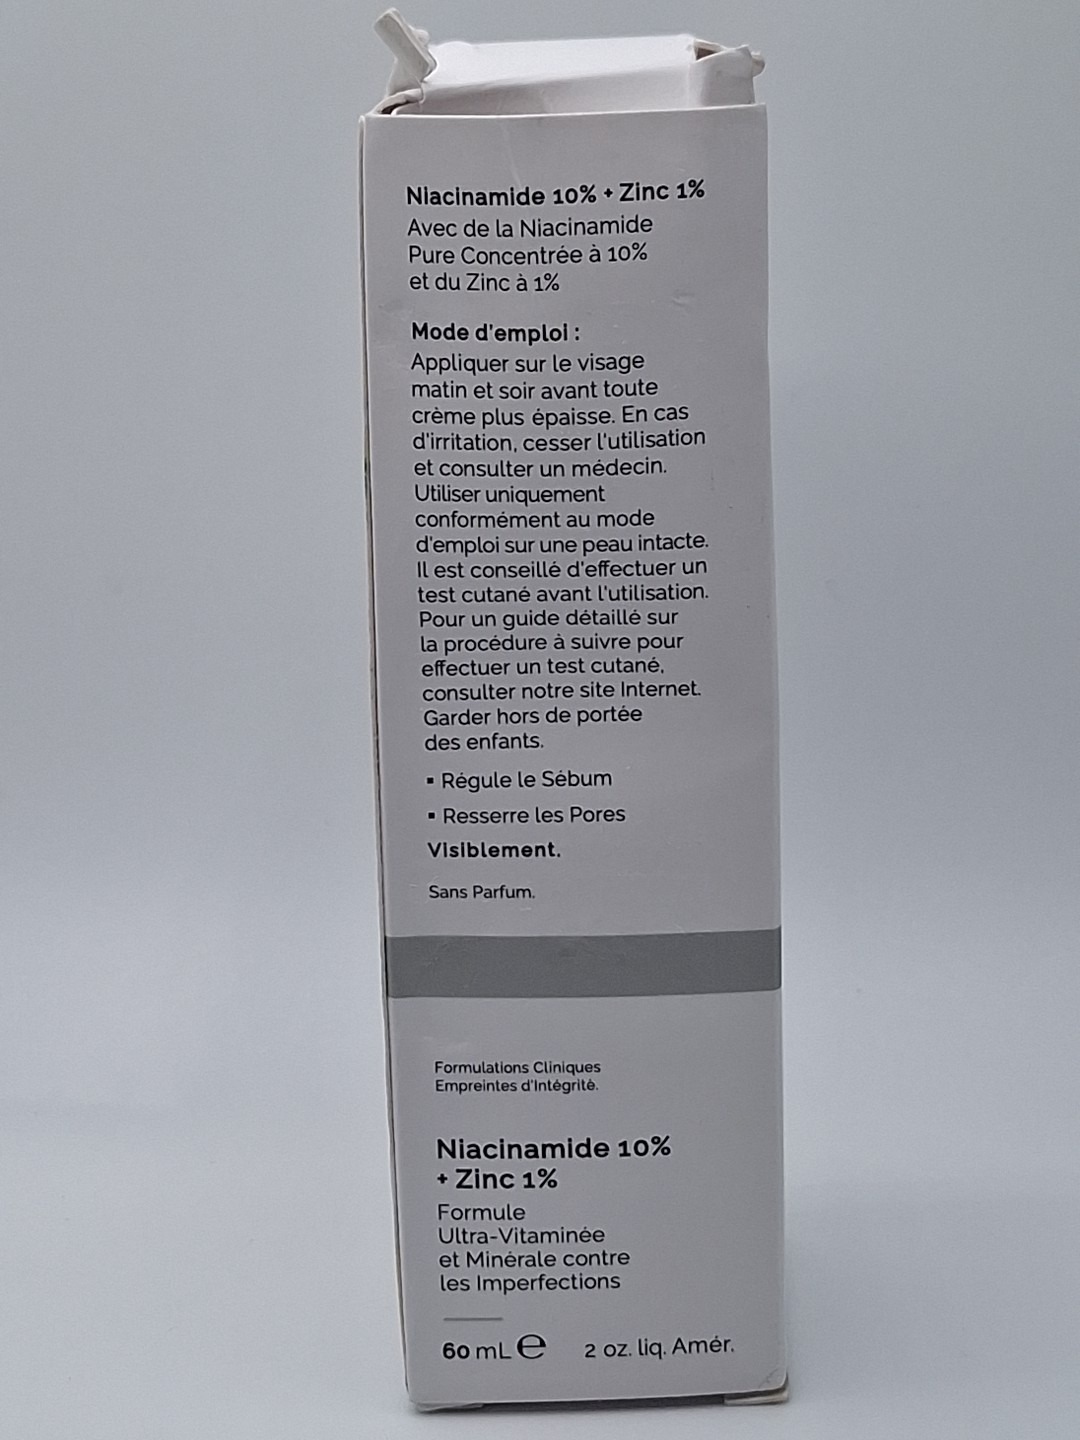 Niacinamide 10% + Zinc 1%
Avec de la Niacinamide
Pure Concentrée à 10%
et du Zinc à 1%
Mode d'emploi :
Appliquer sur le visage
matin et soir avant toute
crème plus épaisse. En cas
d'irritation, cesser l'utilisation
et consulter un médecin.
Utiliser uniquement
conformément au mode
d'emploi sur une peau intacte.
Il est conseillé d'effectuer un
test cutané avant l'utilisation.
Pour un guide détaillé sur
la procédure à suivre pour
effectuer un test cutané,
consulter notre site Internet.
Garder hors de portée
des enfants.
▪ Régule le Sébum
▪ Resserre les Pores
Visiblement.
Sans Parfum.
Formulations Cliniques
Empreintes d'Intégrité.
Niacinamide 10%
+ Zinc 1%
Formule
Ultra-Vitaminée
et Minérale contre
les Imperfections
60 mL ℮ 2 oz. liq. Amér.